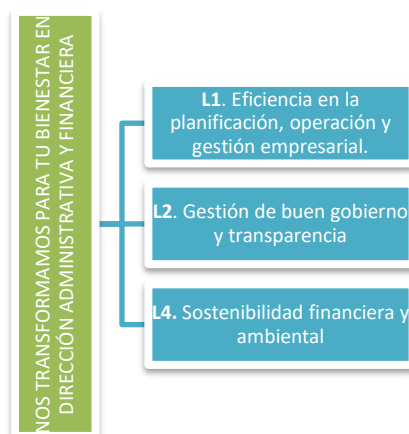 NOS TRANSFORMAMOS PARA TU BIENESTAR EN
DIRECCIÓN ADMINISTRATIVA Y FINANCIERA
L1. Eficiencia en la
planificación, operación y
gestión empresarial.
L2. Gestión de buen gobierno
y transparencia
L4. Sostenibilidad financiera y
ambiental